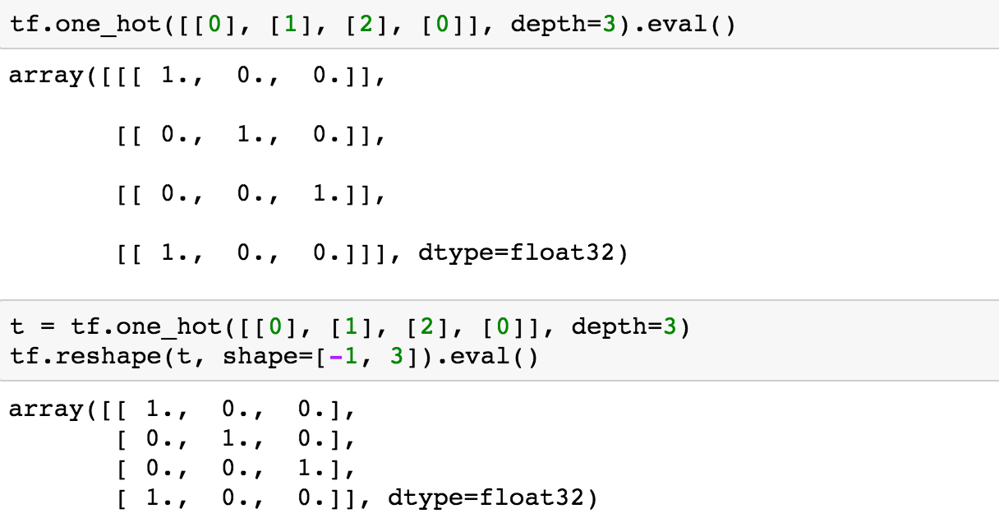 tf.one_hot([[0], [1], [2], [0]], depth=3).eval()
array([[[ 1.,  0.,  0.]],
       [[ 0.,  1.,  0.]],
       [[ 0.,  0.,  1.]],
       [[ 1.,  0.,  0.]]], dtype=float32)
t = tf.one_hot([[0], [1], [2], [0]], depth=3)
tf.reshape(t, shape=[-1, 3]).eval()
array([[ 1.,  0.,  0.],
       [ 0.,  1.,  0.],
       [ 0.,  0.,  1.],
       [ 1.,  0.,  0.]], dtype=float32)